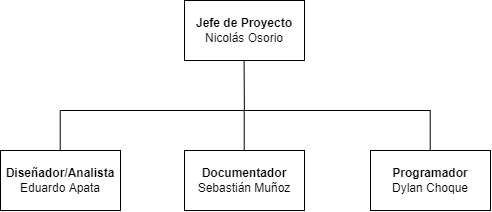 Jefe de Proyecto
Nicolás Osorio
Diseñador/Analista
Eduardo Apata
Documentador
Sebastián Muñoz
Programador
Dylan Choque